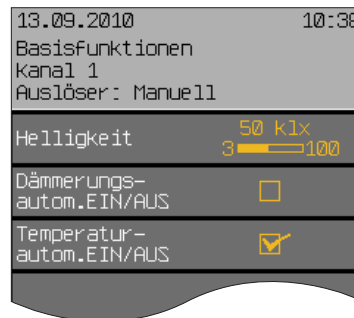 13.09.2010 10:38
Basisfunktionen
Kanal 1
Auslöser: Manuell
Helligkeit 50 klx
3 100
Dämmerungs-
autom.EIN/AUS
Temperatur-
autom.EIN/AUS